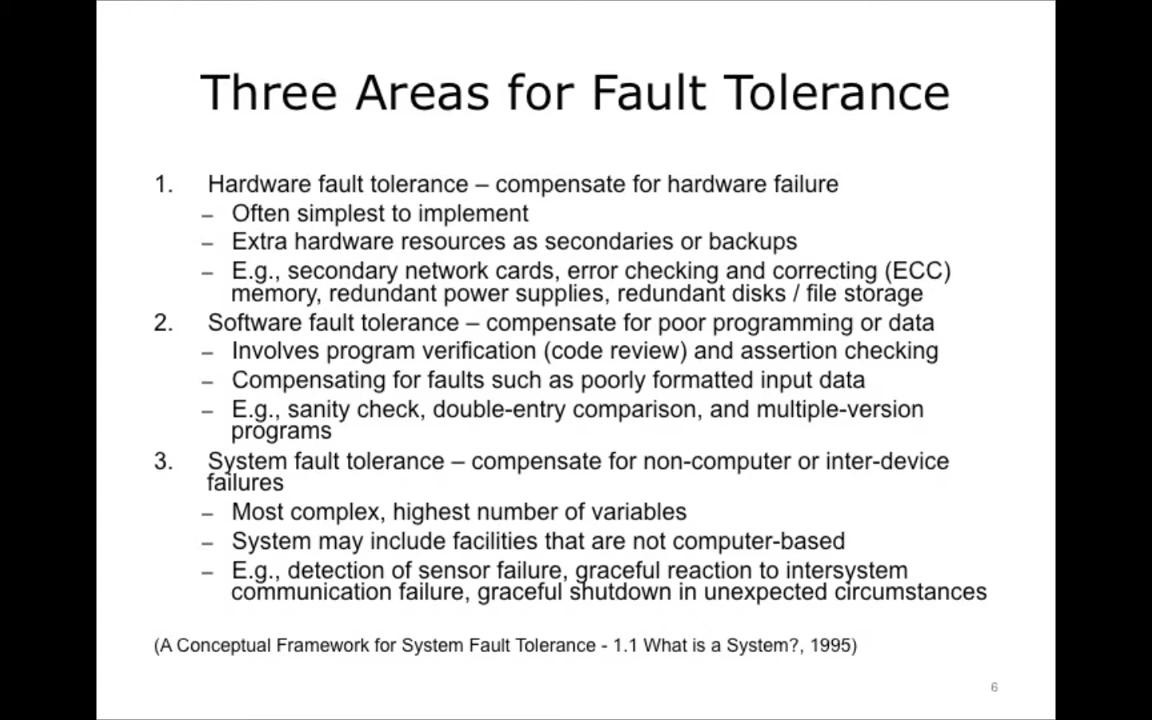 Three Areas for Fault Tolerance
1. Hardware fault tolerance – compensate for hardware failure
– Often simplest to implement
– Extra hardware resources as secondaries or backups
– E.g., secondary network cards, error checking and correcting (ECC)
memory, redundant power supplies, redundant disks / file storage
2. Software fault tolerance – compensate for poor programming or data
– Involves program verification (code review) and assertion checking
– Compensating for faults such as poorly formatted input data
– E.g., sanity check, double-entry comparison, and multiple-version
programs
3. System fault tolerance – compensate for non-computer or inter-device
failures
– Most complex, highest number of variables
– System may include facilities that are not computer-based
– E.g., detection of sensor failure, graceful reaction to intersystem
communication failure, graceful shutdown in unexpected circumstances
(A Conceptual Framework for System Fault Tolerance - 1.1 What is a System?, 1995)
6